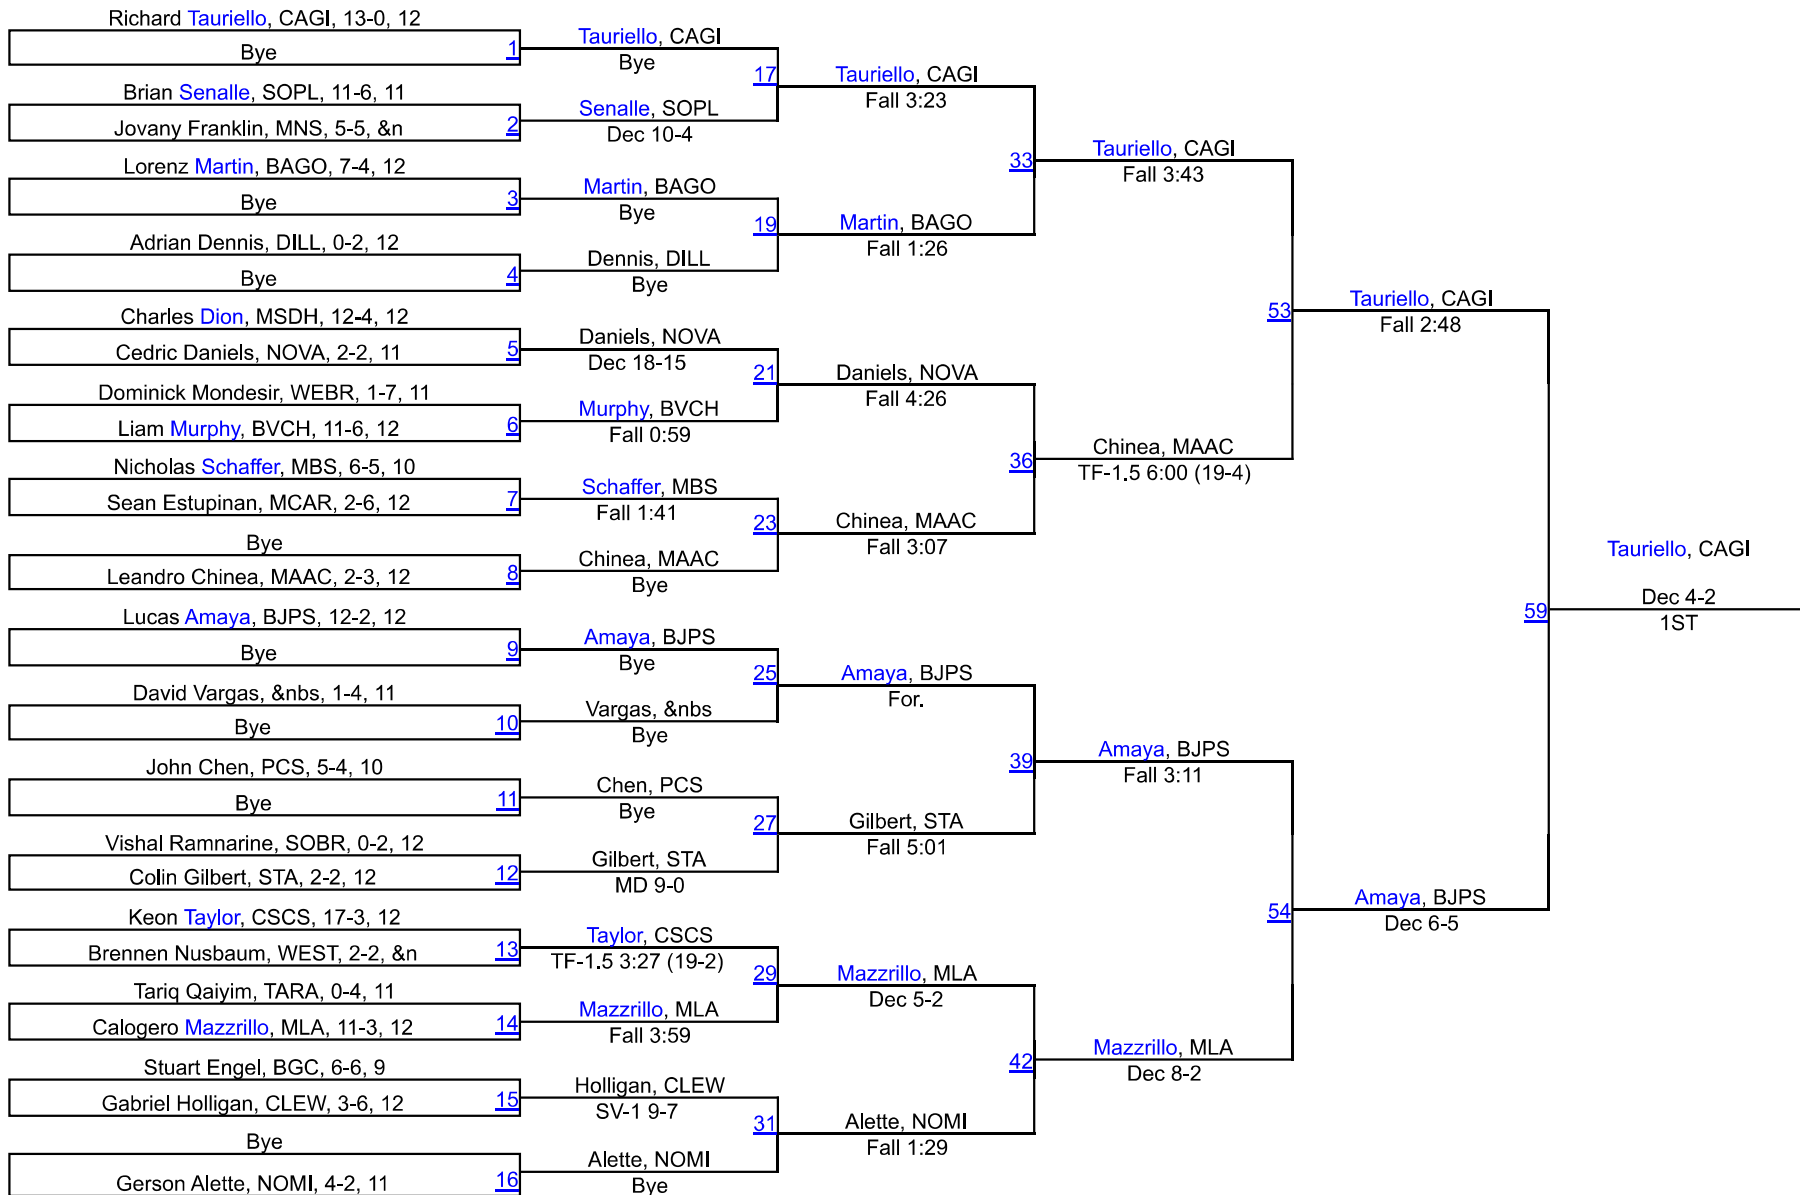 Richard Tauriello, CAGI, 13-0, 12
Bye
1
Brian Senalle, SOPL, 11-6, 11
Jovany Franklin, MNS, 5-5, &n
2
Lorenz Martin, BAGO, 7-4, 12
Bye
3
Adrian Dennis, DILL, 0-2, 12
Bye
4
Charles Dion, MSDH, 12-4, 12
Cedric Daniels, NOVA, 2-2, 11
5
Dominick Mondesir, WEBR, 1-7, 11
Liam Murphy, BVCH, 11-6, 12
6
Nicholas Schaffer, MBS, 6-5, 10
Sean Estupinan, MCAR, 2-6, 12
7
Bye
Leandro Chinea, MAAC, 2-3, 12
8
Lucas Amaya, BJPS, 12-2, 12
Bye
9
David Vargas, &nbs, 1-4, 11
Bye
10
John Chen, PCS, 5-4, 10
Bye
11
Vishal Ramnarine, SOBR, 0-2, 12
Colin Gilbert, STA, 2-2, 12
12
Keon Taylor, CSCS, 17-3, 12
Brennen Nusbaum, WEST, 2-2, &n
13
Tariq Qaiyim, TARA, 0-4, 11
Calogero Mazzrillo, MLA, 11-3, 12
14
Stuart Engel, BGC, 6-6, 9
Gabriel Holligan, CLEW, 3-6, 12
15
Bye
Gerson Alette, NOMI, 4-2, 11
16
Tauriello, CAGI
Bye
17
Senalle, SOPL
Dec 10-4
Martin, BAGO
Bye
19
Dennis, DILL
Bye
Daniels, NOVA
Dec 18-15
21
Murphy, BVCH
Fall 0:59
Schaffer, MBS
Fall 1:41
23
Chinea, MAAC
Bye
Amaya, BJPS
Bye
25
Vargas, &nbs
Bye
Chen, PCS
Bye
27
Gilbert, STA
MD 9-0
Taylor, CSCS
TF-1.5 3:27 (19-2)
29
Mazzrillo, MLA
Fall 3:59
Holligan, CLEW
SV-1 9-7
31
Alette, NOMI
Bye
Tauriello, CAGI
Fall 3:23
33
Martin, BAGO
Fall 1:26
Daniels, NOVA
Fall 4:26
36
Chinea, MAAC
Fall 3:07
Amaya, BJPS
For.
39
Gilbert, STA
Fall 5:01
Mazzrillo, MLA
Dec 5-2
42
Alette, NOMI
Fall 1:29
Tauriello, CAGI
Fall 3:43
53
Chinea, MAAC
TF-1.5 6:00 (19-4)
Amaya, BJPS
Fall 3:11
54
Mazzrillo, MLA
Dec 8-2
Tauriello, CAGI
Fall 2:48
59
Amaya, BJPS
Dec 6-5
Tauriello, CAGI
Dec 4-2
1ST